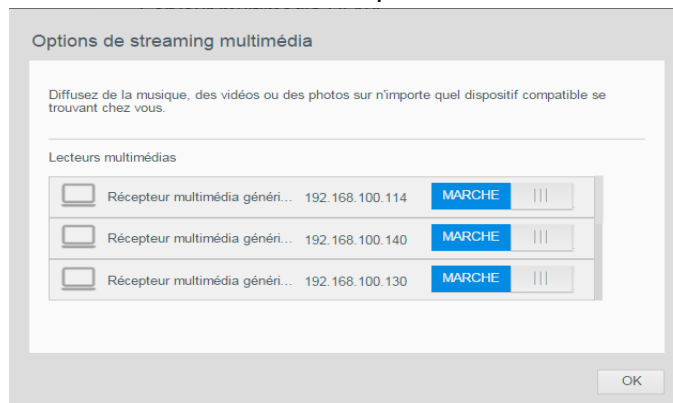 Options de streaming multimédia
Diffusez de la musique, des vidéos ou des photos sur n'importe quel dispositif compatible se
trouvant chez vous.
Lecteurs multimédias
Récepteur multimédia généri... 192.168.100.114 MARCHE
Récepteur multimédia généri... 192.168.100.140 MARCHE
Récepteur multimédia généri... 192.168.100.130 MARCHE
OK